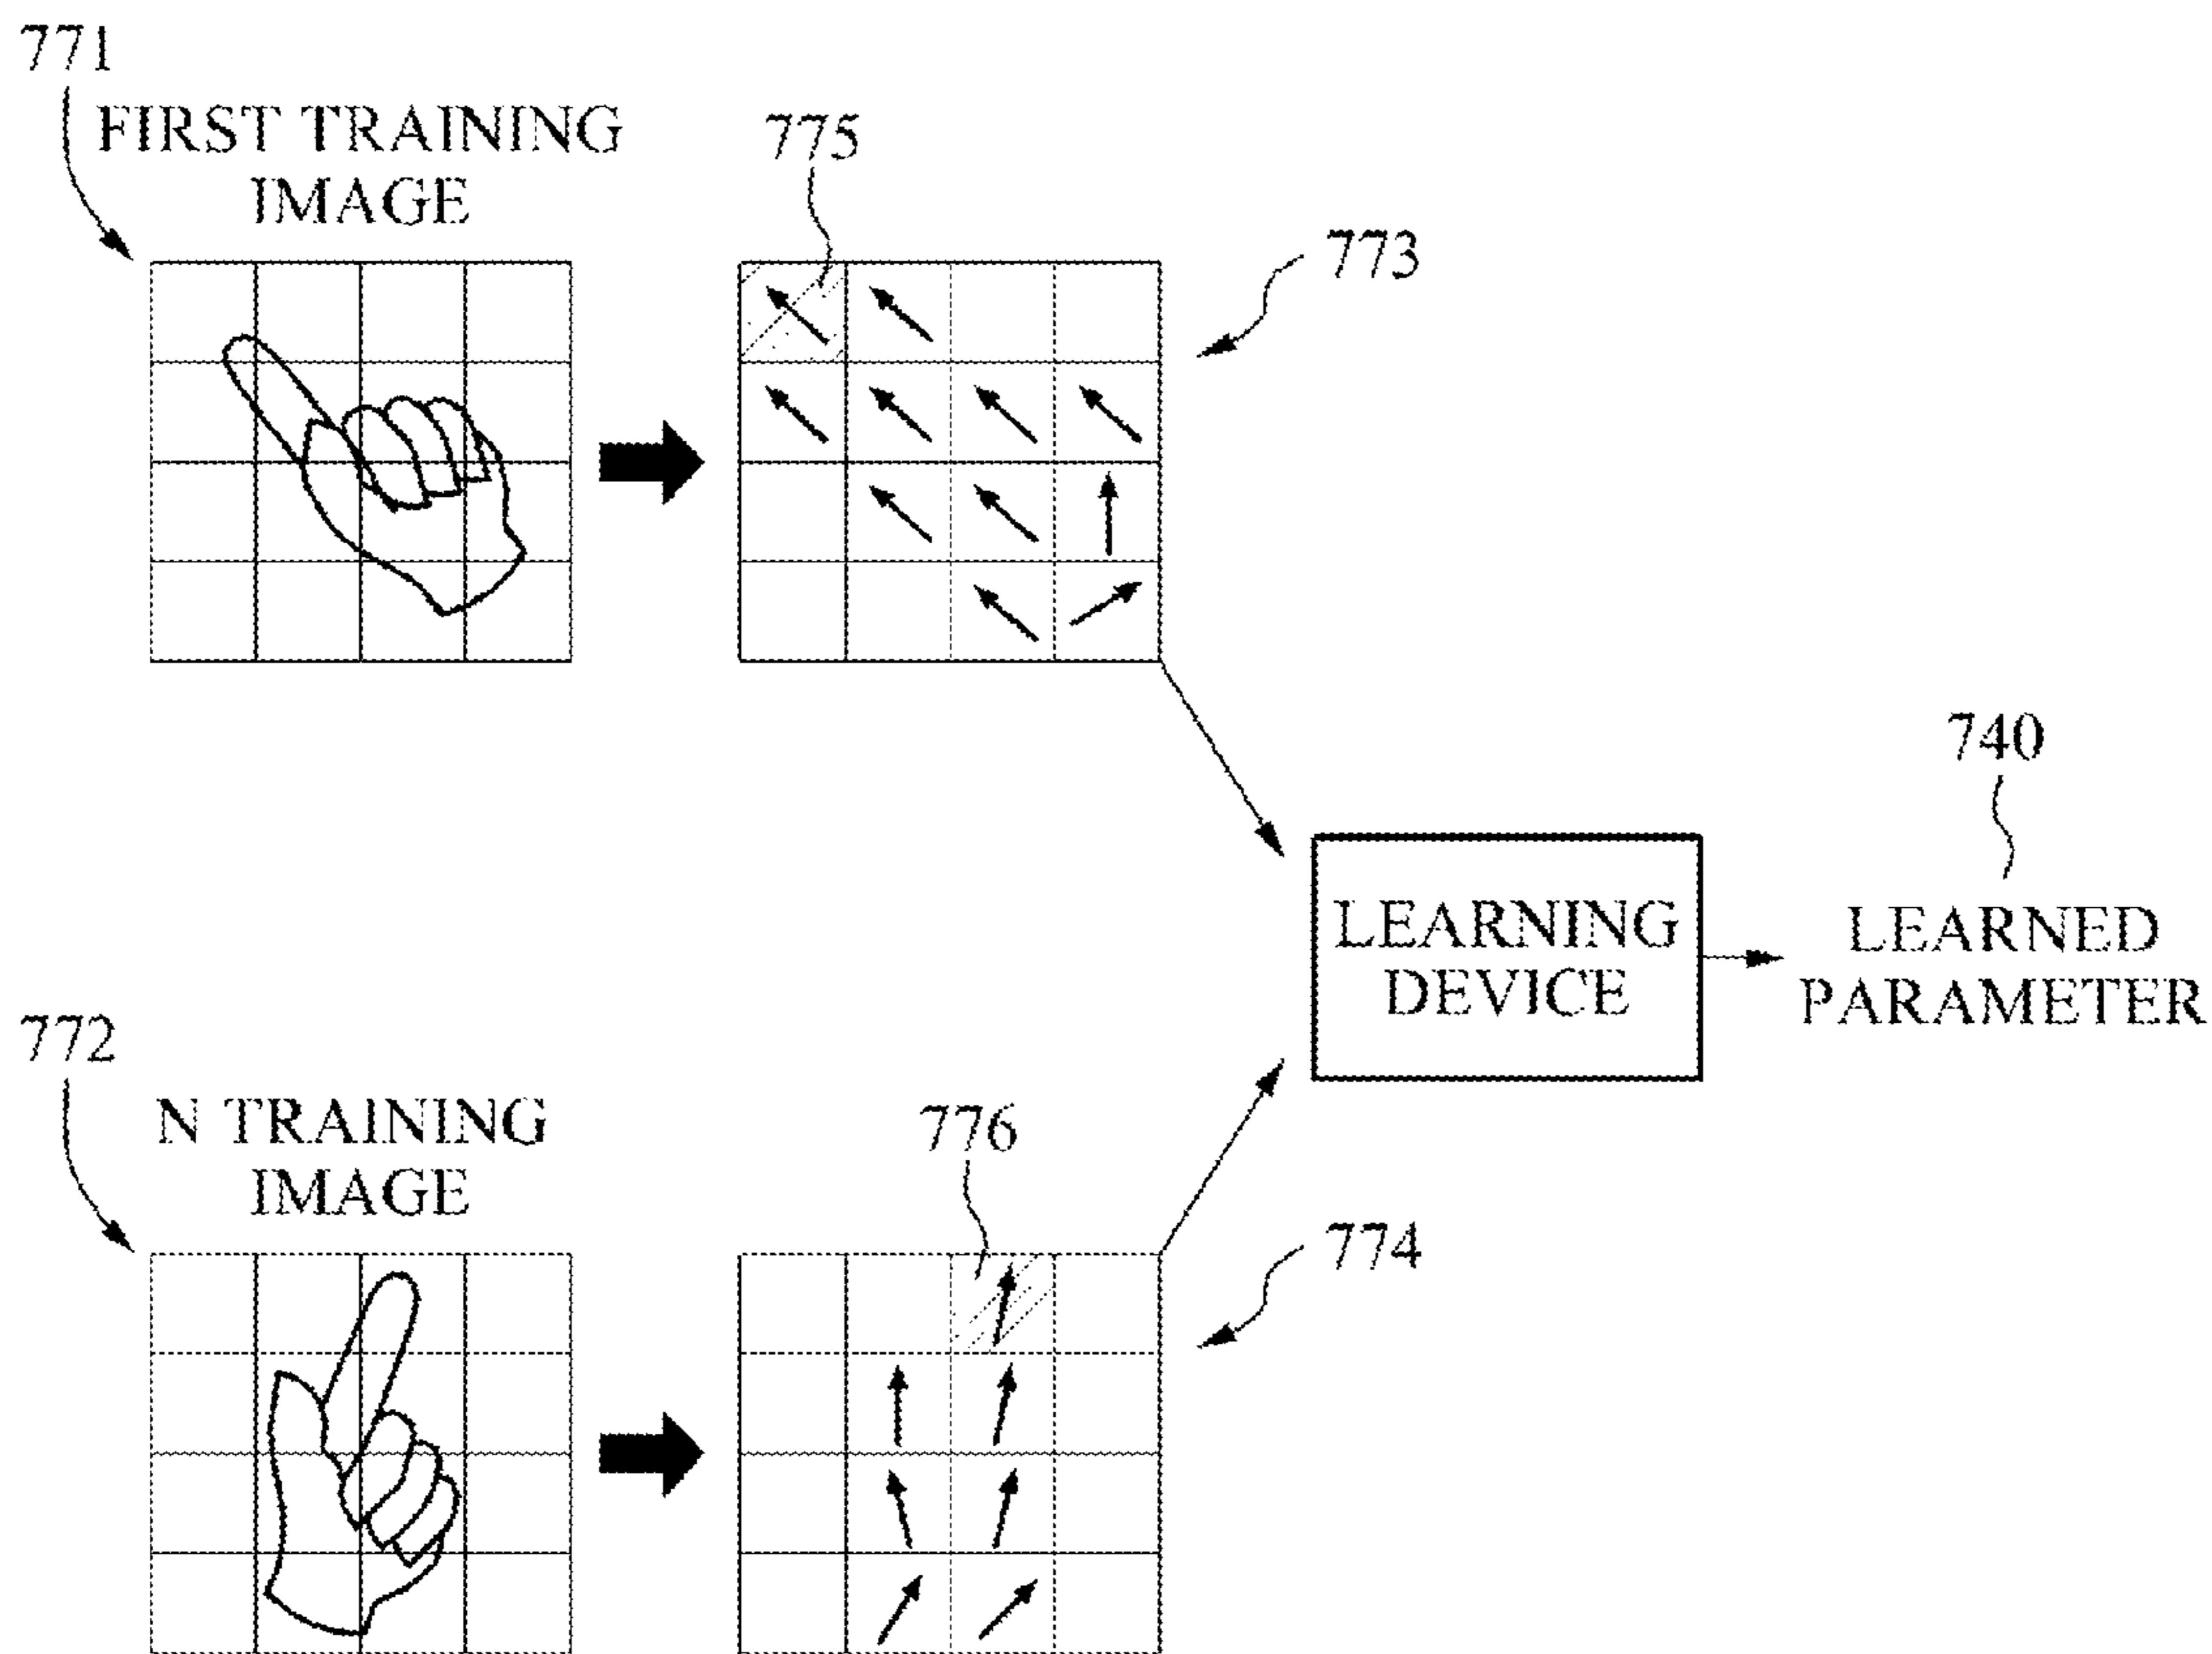 771
FIRST TRAINING
IMAGE
775
773
740
LEARNING
DEVICE
LEARNED
PARAMETER
772
N TRAINING
IMAGE
776
774